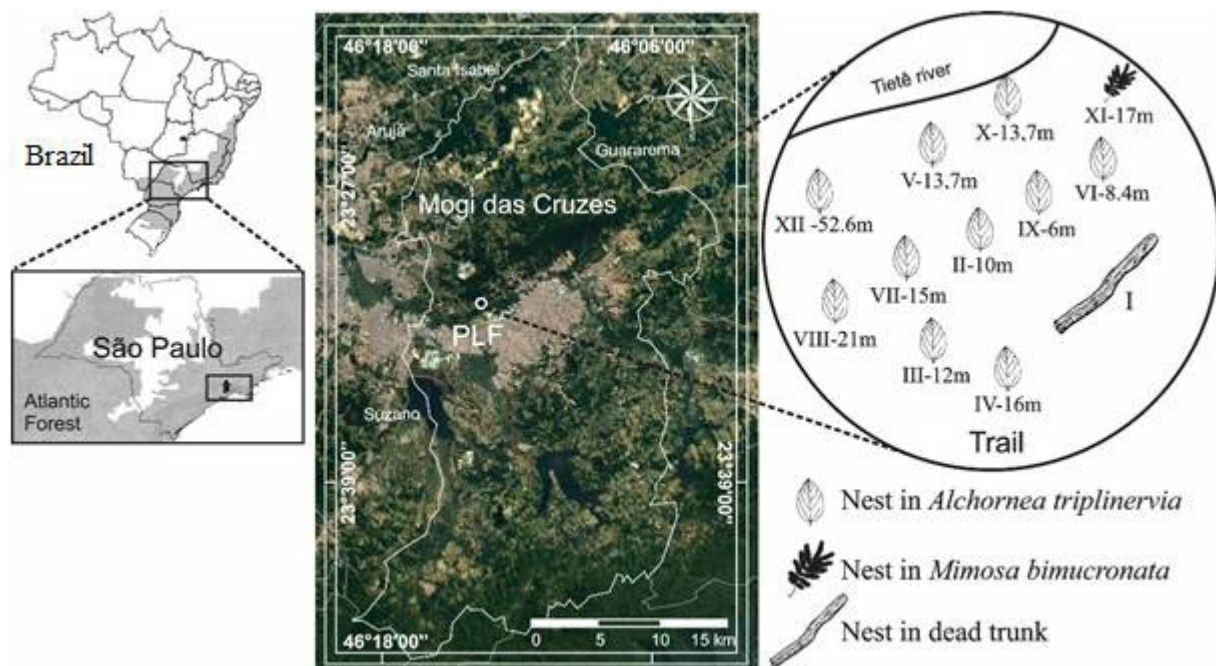 Brazil
São Paulo
Atlantic
Forest
46°18'00"
46°06'00"
Santa Isabel
Arujá
Guararema
23°27'00"
Mogi das Cruzes
PLF
Suzano
23°39'00"
23°39'00"
46°18'00"
0 5 10 15 km
Tietê river
X-13,7m
XI-17m
V-13,7m
VI-8.4m
XII -52.6m
IX-6m
II-10m
VII-15m
I
VIII-21m
III-12m
IV-16m
Trail
Nest in Alchornea triplinervia
Nest in Mimosa bimucronata
Nest in dead trunk